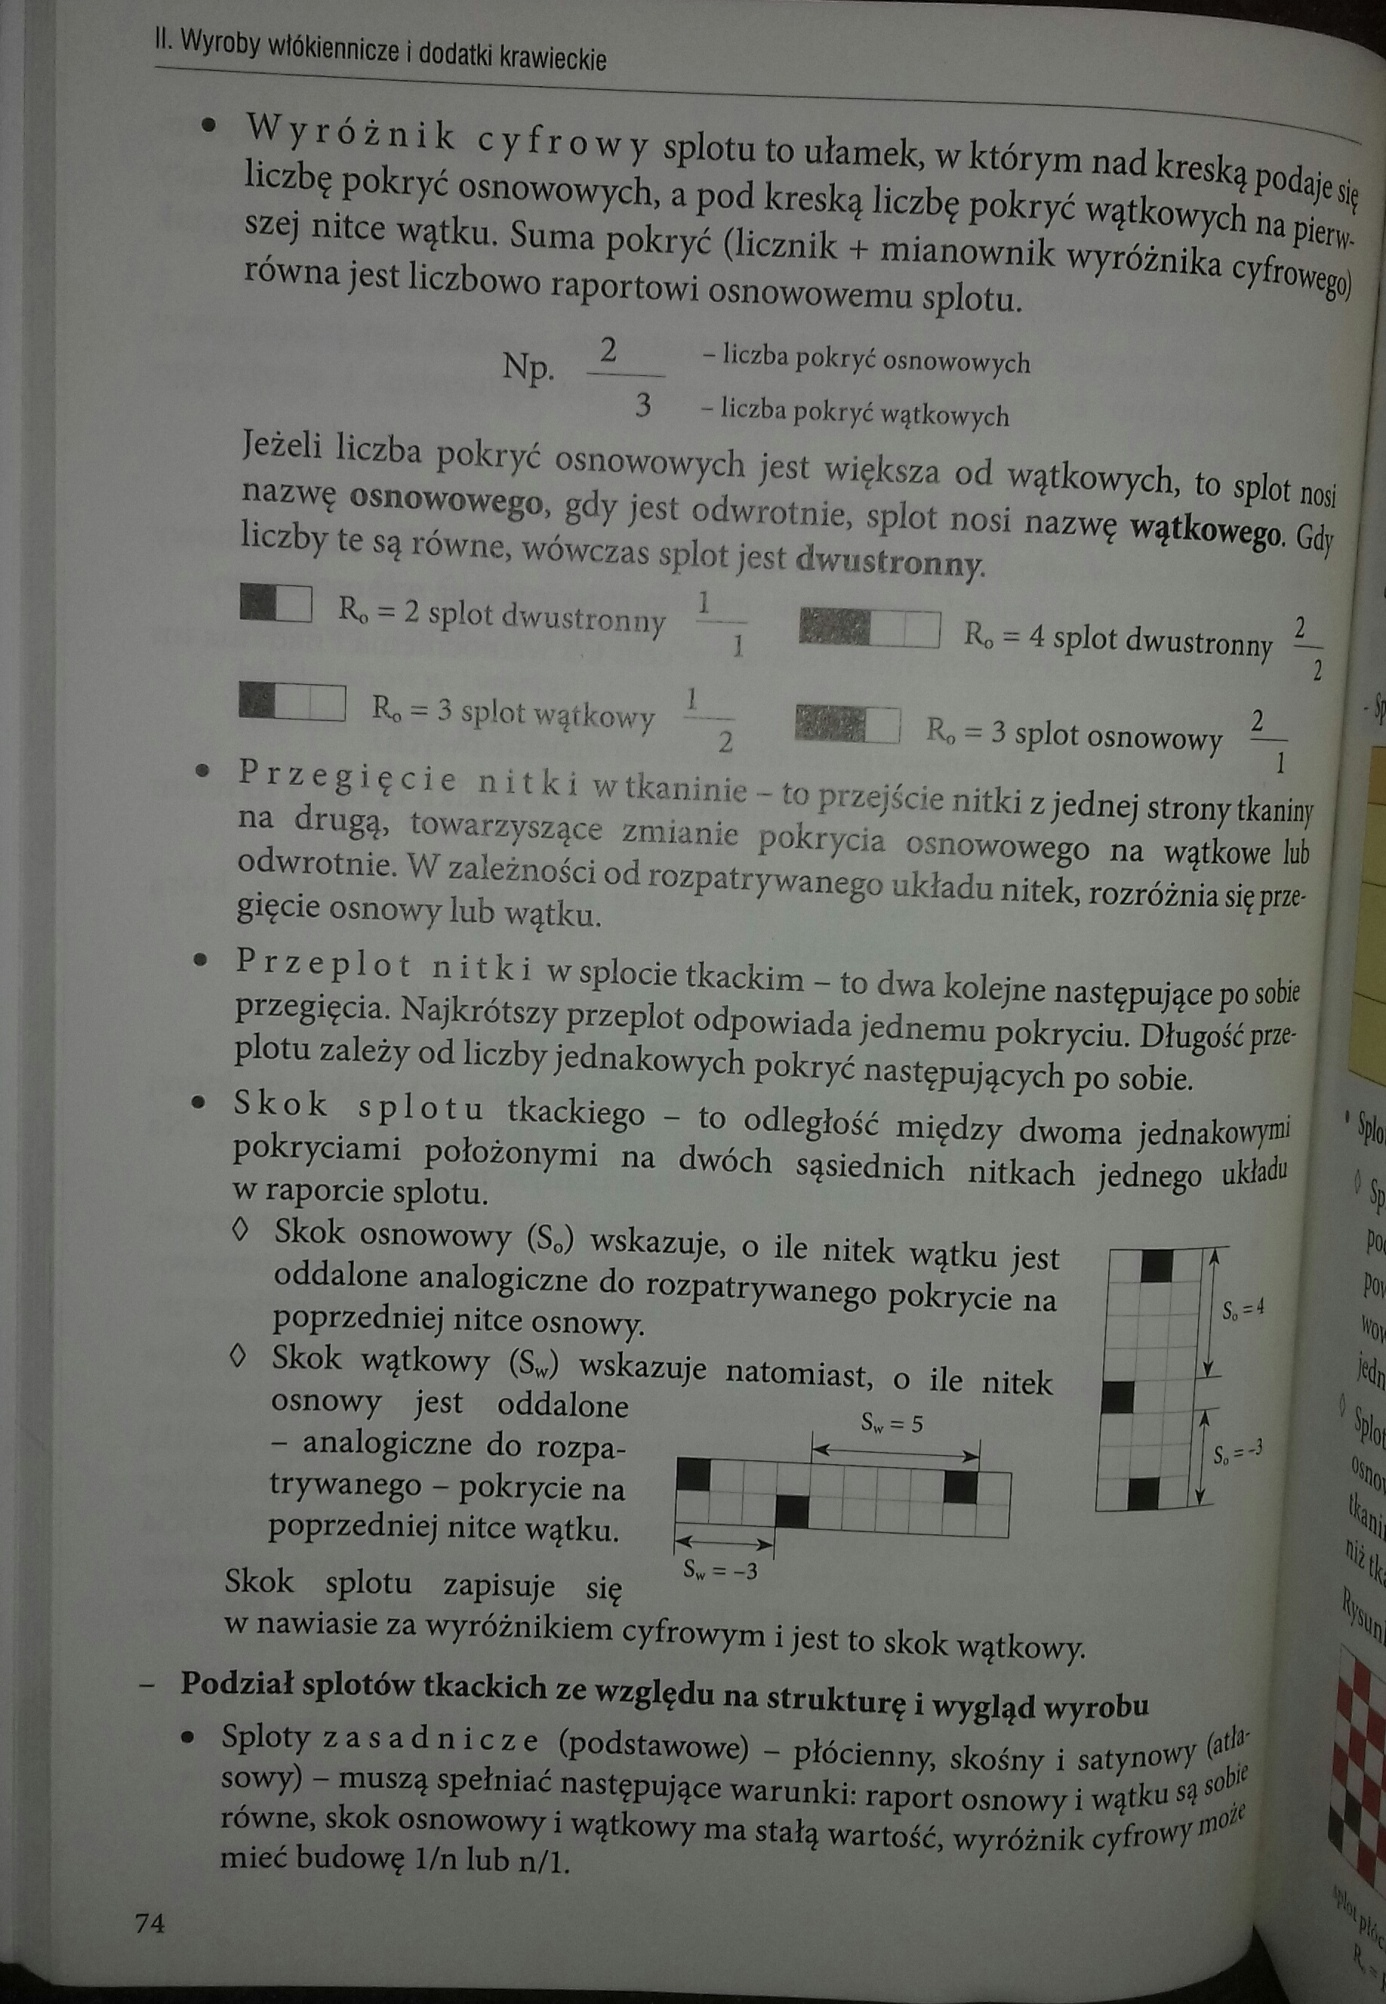 II. Wyroby włókiennicze i dodatki krawieckie
• Wyróżnik cyfrowy splotu to ułamek, w którym nad kreską podaje się
liczbę pokryć osnowowych, a pod kreską liczbę pokryć wątkowych na pierw-
szej nitce wątku. Suma pokryć (licznik + mianownik wyróżnika cyfrowego)
równa jest liczbowo raportowi osnowowemu splotu.
Np. 2 – liczba pokryć osnowowych
3 – liczba pokryć wątkowych
Jeżeli liczba pokryć osnowowych jest większa od wątkowych, to splot nosi
nazwę osnowowego, gdy jest odwrotnie, splot nosi nazwę wątkowego. Gdy
liczby te są równe, wówczas splot jest dwustronny.
Rₒ = 2 splot dwustronny 1/1 Rₒ = 4 splot dwustronny 2/2
Rₒ = 3 splot wątkowy 1/2 Rₒ = 3 splot osnowowy 2/1
• Przegięcie nitki w tkaninie – to przejście nitki z jednej strony tkaniny
na drugą, towarzyszące zmianie pokrycia osnowowego na wątkowe lub
odwrotnie. W zależności od rozpatrywanego układu nitek, rozróżnia się prze-
gięcie osnowy lub wątku.
• Przeplot nitki w splocie tkackim – to dwa kolejne następujące po sobie
przegięcia. Najkrótszy przeplot odpowiada jednemu pokryciu. Długość prze-
plotu zależy od liczby jednakowych pokryć następujących po sobie.
• Skok splotu tkackiego – to odległość między dwoma jednakowymi
pokryciami położonymi na dwóch sąsiednich nitkach jednego układu
w raporcie splotu.
◊ Skok osnowowy (Sₒ) wskazuje, o ile nitek wątku jest
oddalone analogiczne do rozpatrywanego pokrycie na
poprzedniej nitce osnowy.
Sₒ = 4
◊ Skok wątkowy (Sw) wskazuje natomiast, o ile nitek
osnowy jest oddalone
– analogiczne do rozpa-
trywanego – pokrycie na
poprzedniej nitce wątku.
Sw = 5
Sₒ = -3
Sw = -3
Skok splotu zapisuje się
w nawiasie za wyróżnikiem cyfrowym i jest to skok wątkowy.
– Podział splotów tkackich ze względu na strukturę i wygląd wyrobu
• Sploty zasadnicze (podstawowe) – płócienny, skośny i satynowy (atła-
sowy) – muszą spełniać następujące warunki: raport osnowy i wątku są sobie
równe, skok osnowowy i wątkowy ma stałą wartość, wyróżnik cyfrowy może
mieć budowę 1/n lub n/1.
74